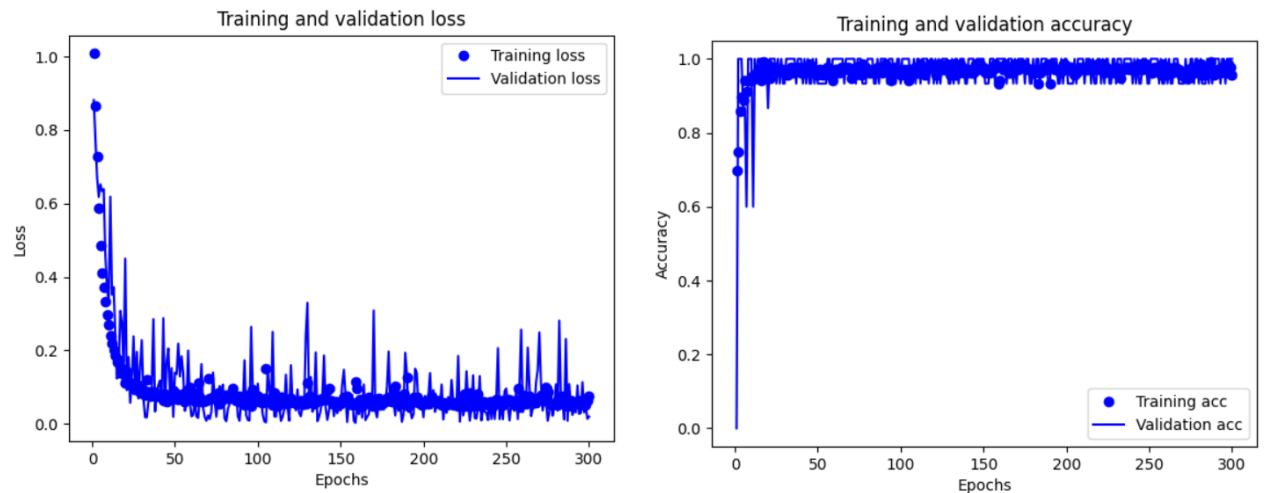 Training and validation loss
Training loss
Validation loss
1.0
0.8
0.6
0.4
0.2
0.0
Loss
0 50 100 150 200 250 300
Epochs
Training and validation accuracy
1.0
0.8
0.6
0.4
0.2
0.0
Accuracy
Training acc
Validation acc
0 50 100 150 200 250 300
Epochs